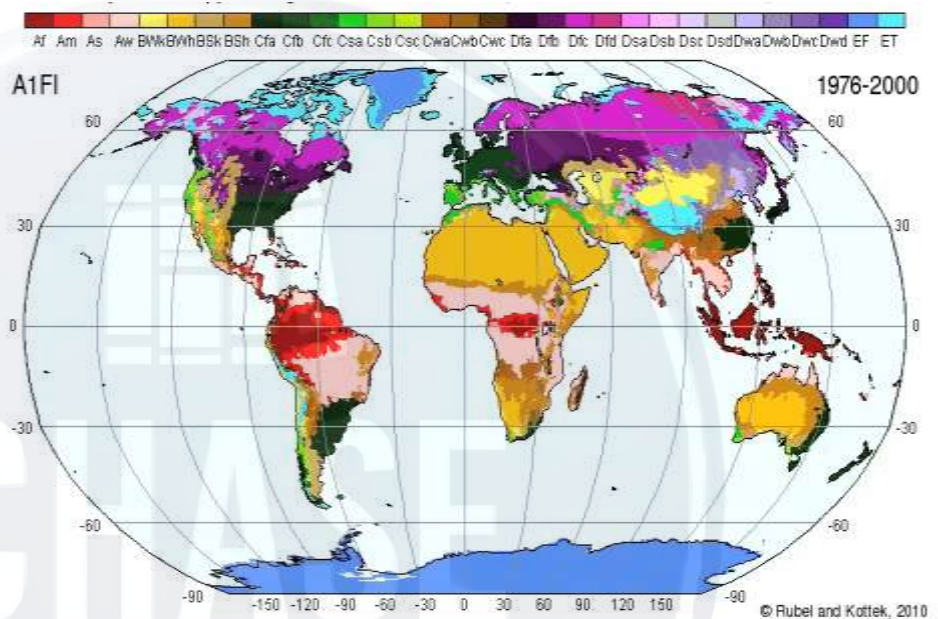 Af Am As Aw BWk BWh BSk BSh Cfa Cfb Cfc Csa Csb Csc Cwa Cwb Cwc Dfa Dfb Dfc Dfd Dsa Dsb Dsc Dsd Dwa Dwb Dwc Dwd EF ET
A1FI 1976-2000
60 60
30 30
0 0
-30 -30
-60 -60
-90 -150 -120 -90 -60 -30 0 30 60 90 120 150 -90
© Rubel and Kottek, 2010
CHASE